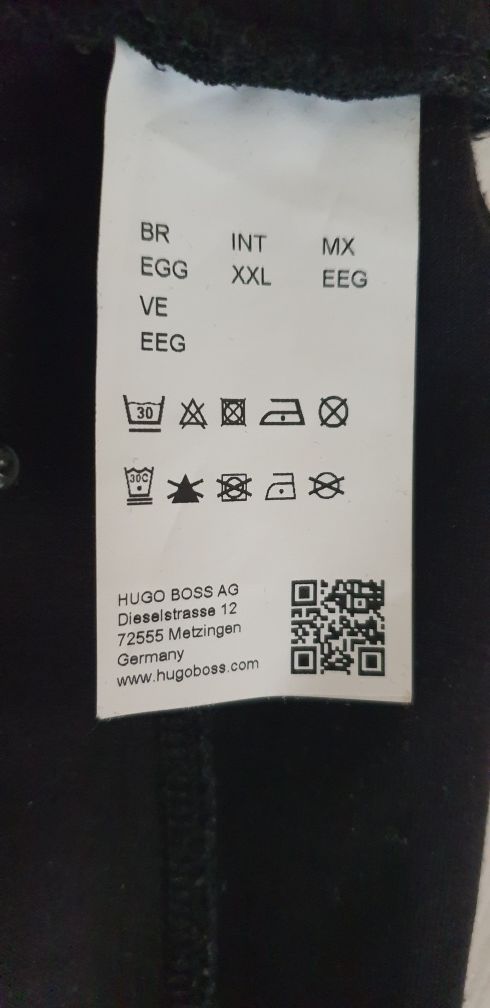 BR INT MX
EGG XXL EEG
VE
EEG
30
30C
HUGO BOSS AG
Dieselstrasse 12
72555 Metzingen
Germany
www.hugoboss.com